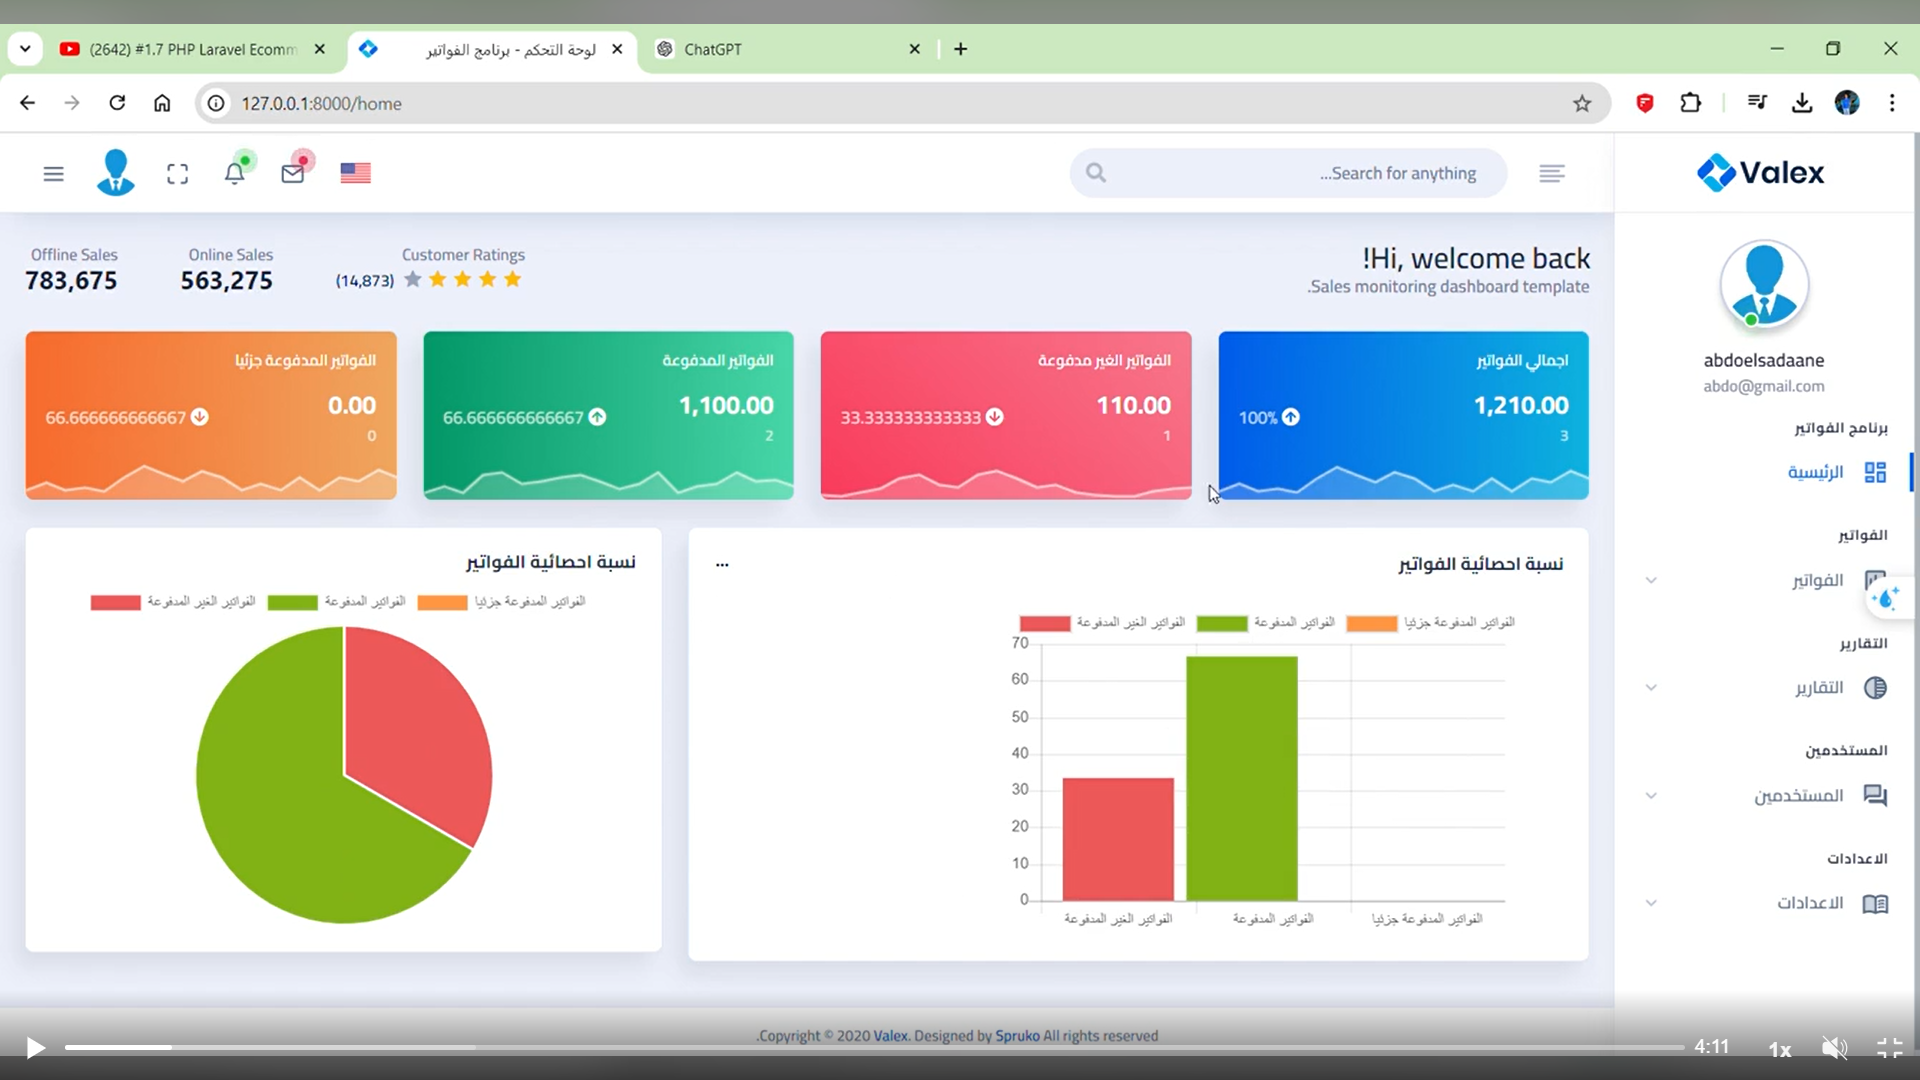 (2642) #1.7 PHP Laravel Ecomm
لوحة التحكم - برنامج الفواتير
ChatGPT
127.0.0.1:8000/home
...Search for anything
Valex
Offline Sales
783,675
Online Sales
563,275
Customer Ratings
(14,873)
!Hi, welcome back
.Sales monitoring dashboard template
abdoelsadaane
abdo@gmail.com
اجمالي الفواتير
1,210.00
3
100%
الفواتير الغير مدفوعة
110.00
1
33.333333333333
الفواتير المدفوعة
1,100.00
2
66.666666666667
الفواتير المدفوعة جزئيا
0.00
0
66.666666666667
برنامج الفواتير
الرئيسية
الفواتير
الفواتير
التقارير
التقارير
المستخدمين
المستخدمين
الاعدادات
الاعدادات
نسبة احصائية الفواتير
...
الفواتير الغير المدفوعة
الفواتير المدفوعة
الفواتير المدفوعة جزئيا
70
60
50
40
30
20
10
0
الفواتير الغير المدفوعة
الفواتير المدفوعة
الفواتير المدفوعة جزئيا
نسبة احصائية الفواتير
الفواتير الغير المدفوعة
الفواتير المدفوعة
الفواتير المدفوعة جزئيا
.Copyright © 2020 Valex. Designed by Spruko All rights reserved
4:11
1x